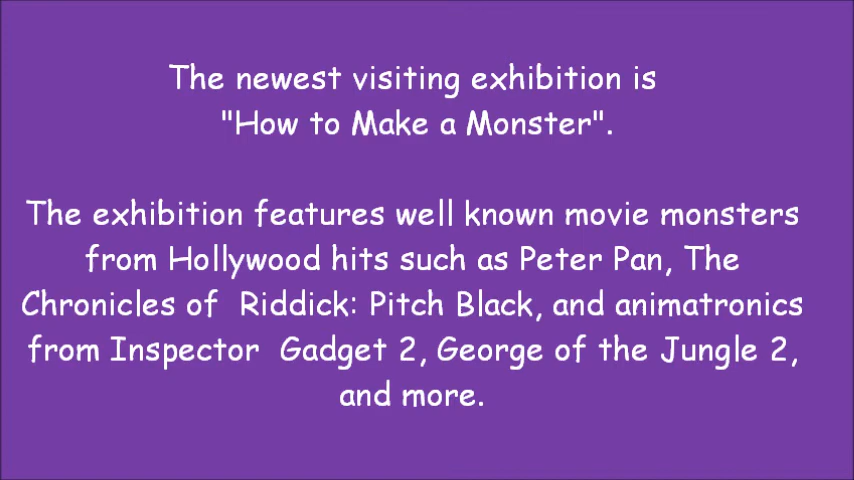 The newest visiting exhibition is
"How to Make a Monster".
The exhibition features well known movie monsters
from Hollywood hits such as Peter Pan, The
Chronicles of Riddick: Pitch Black, and animatronics
from Inspector Gadget 2, George of the Jungle 2,
and more.